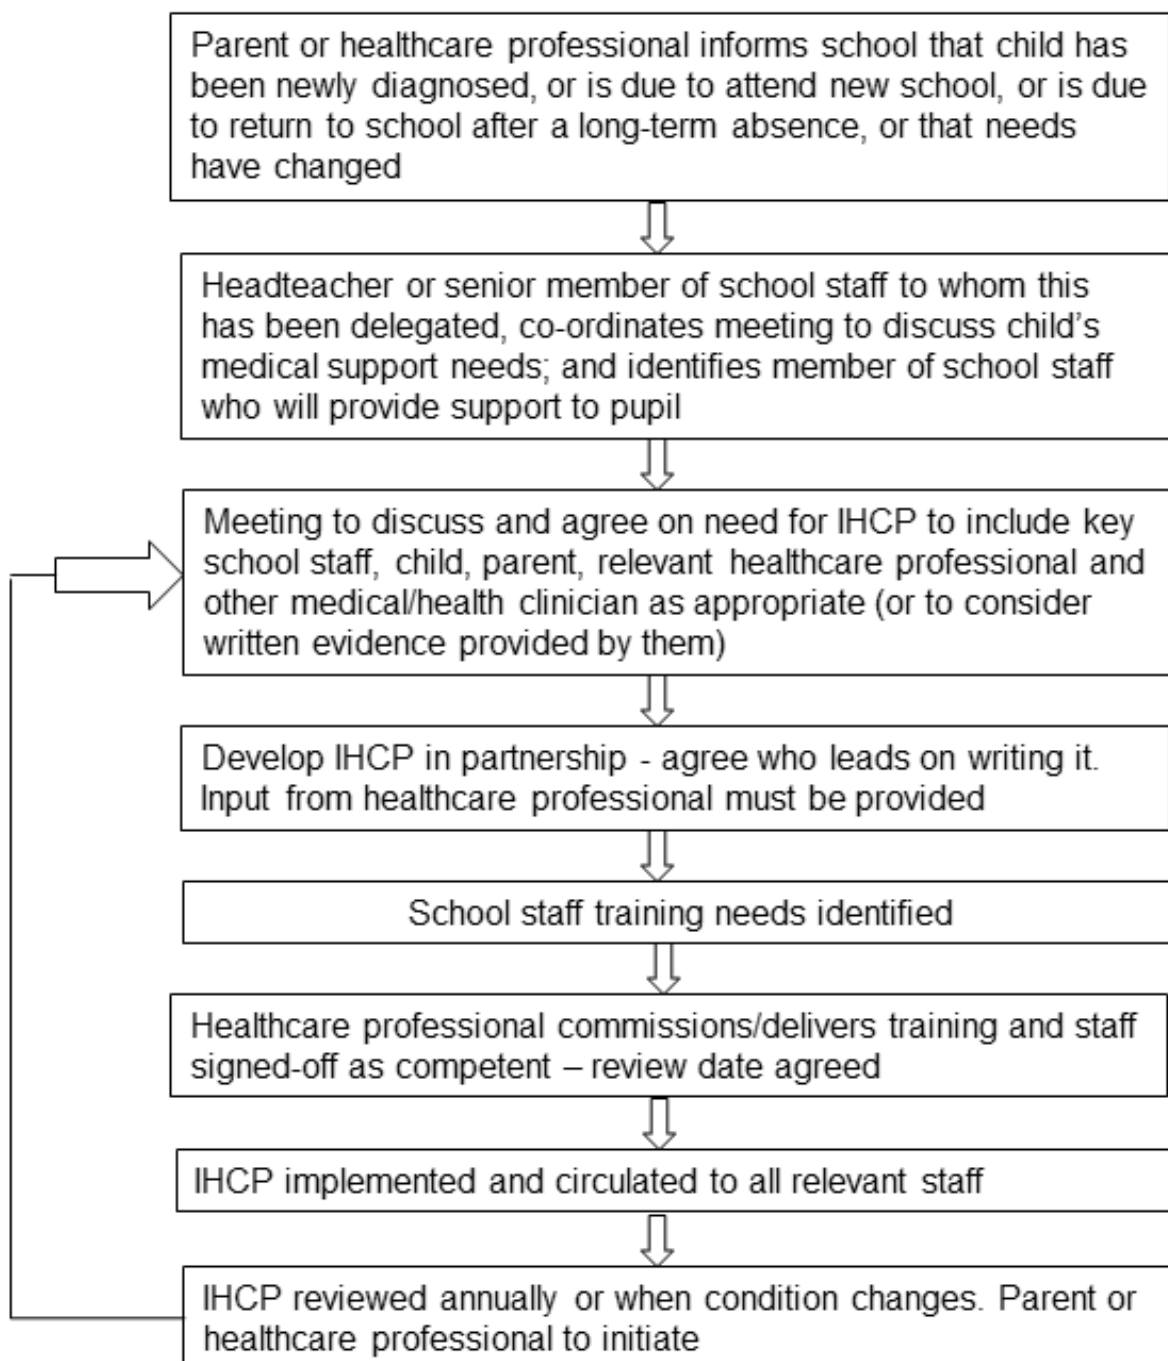 Parent or healthcare professional informs school that child has
been newly diagnosed, or is due to attend new school, or is due
to return to school after a long-term absence, or that needs
have changed
Headteacher or senior member of school staff to whom this
has been delegated, co-ordinates meeting to discuss child’s
medical support needs; and identifies member of school staff
who will provide support to pupil
Meeting to discuss and agree on need for IHCP to include key
school staff, child, parent, relevant healthcare professional and
other medical/health clinician as appropriate (or to consider
written evidence provided by them)
Develop IHCP in partnership - agree who leads on writing it.
Input from healthcare professional must be provided
School staff training needs identified
Healthcare professional commissions/delivers training and staff
signed-off as competent – review date agreed
IHCP implemented and circulated to all relevant staff
IHCP reviewed annually or when condition changes. Parent or
healthcare professional to initiate